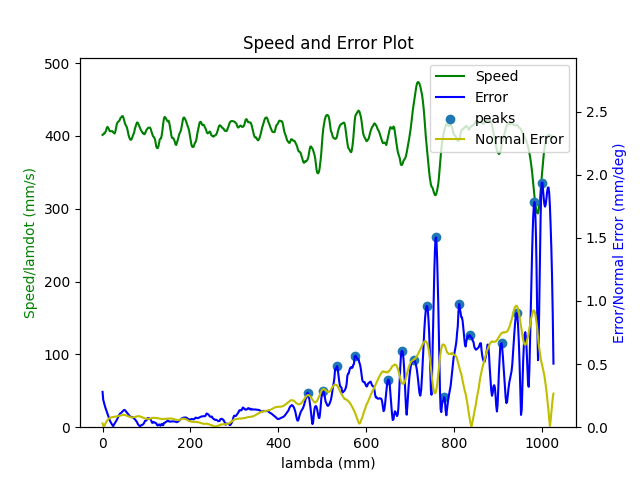 Speed and Error Plot
500
400
300
200
100
0
Speed/lamdot (mm/s)
Speed
Error
peaks
Normal Error
2.5
2.0
1.5
1.0
0.5
0.0
Error/Normal Error (mm/deg)
0 200 400 600 800 1000
lambda (mm)